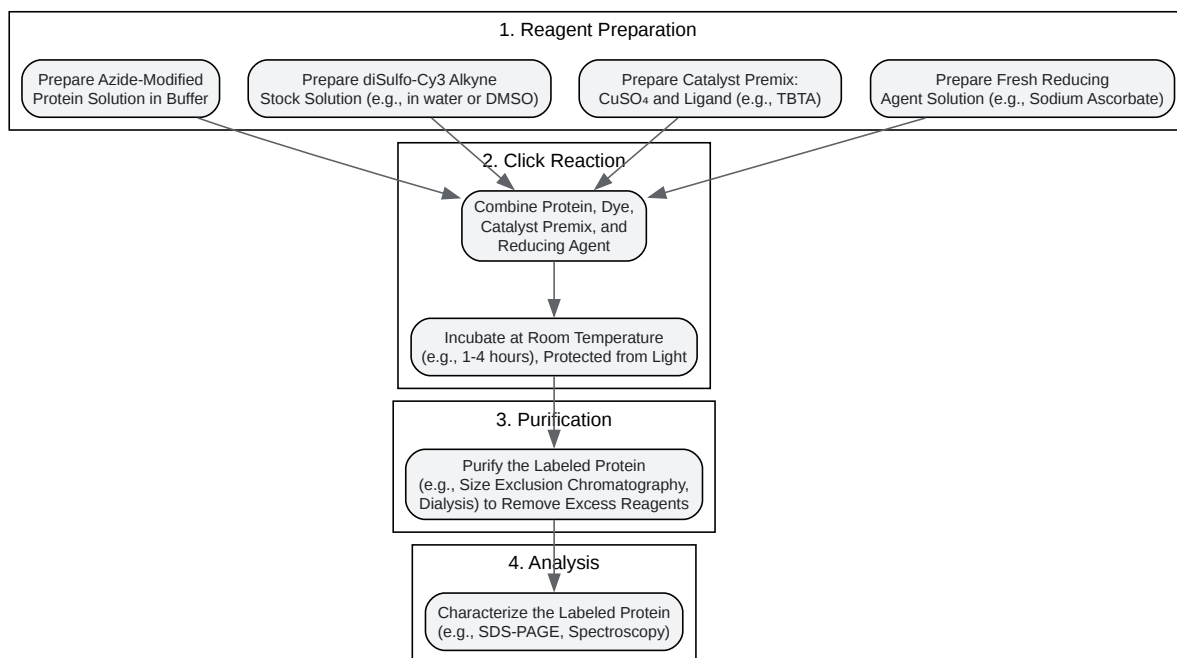 1. Reagent Preparation
Prepare Azide-Modified
Protein Solution in Buffer
Prepare diSulfo-Cy3 Alkyne
Stock Solution (e.g., in water or DMSO)
Prepare Catalyst Premix:
CuSO₄ and Ligand (e.g., TBTA)
Prepare Fresh Reducing
Agent Solution (e.g., Sodium Ascorbate)
2. Click Reaction
Combine Protein, Dye,
Catalyst Premix, and
Reducing Agent
Incubate at Room Temperature
(e.g., 1-4 hours), Protected from Light
3. Purification
Purify the Labeled Protein
(e.g., Size Exclusion Chromatography,
Dialysis) to Remove Excess Reagents
4. Analysis
Characterize the Labeled Protein
(e.g., SDS-PAGE, Spectroscopy)